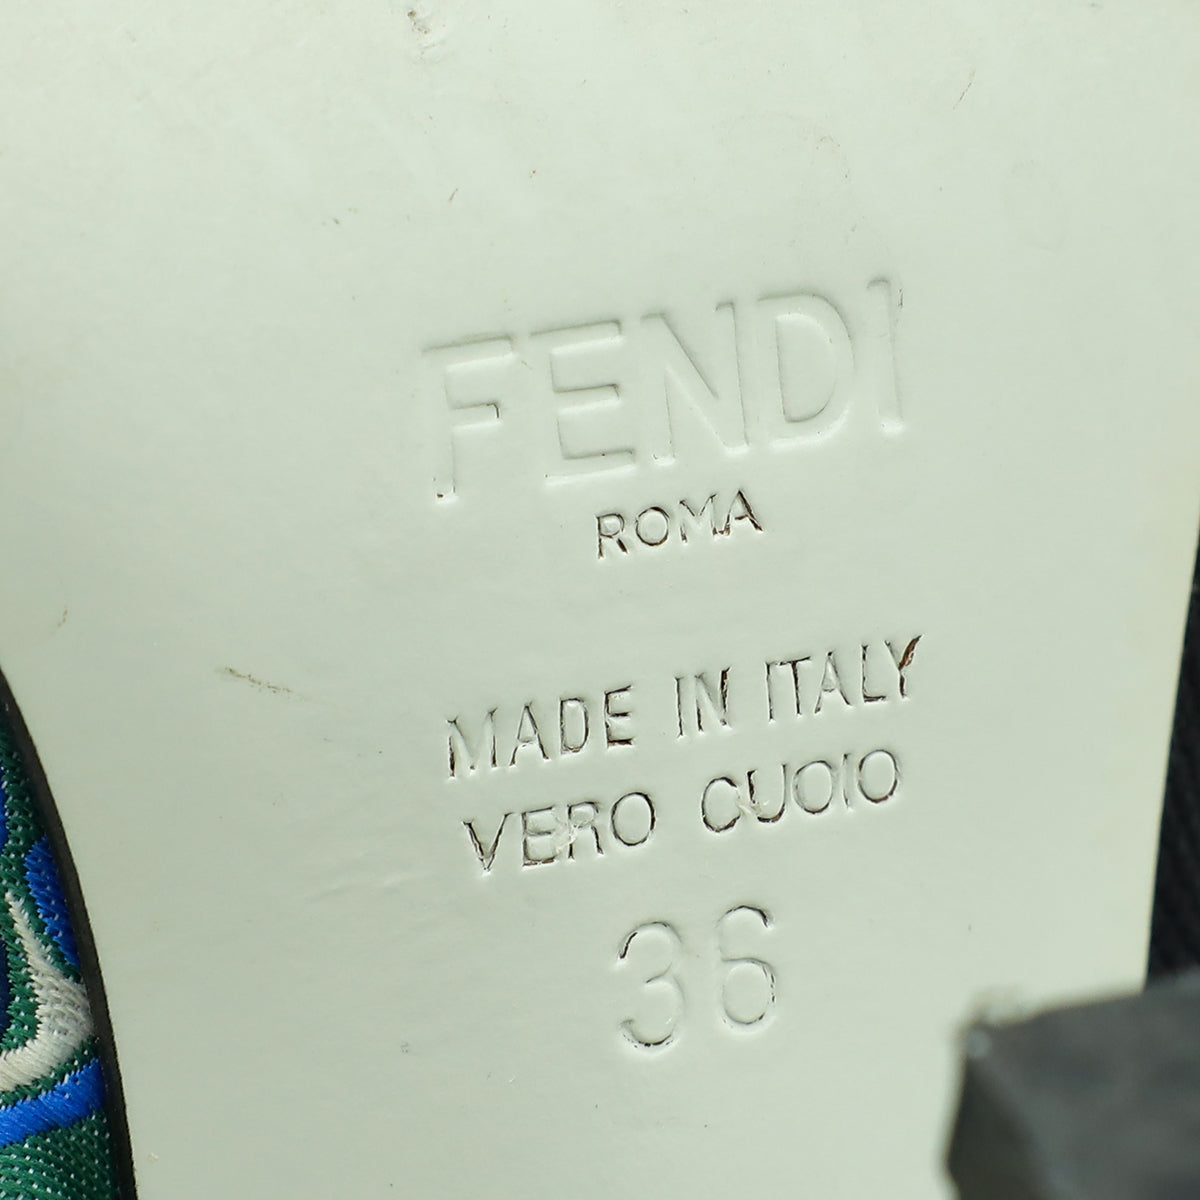 FENDI
ROMA
MADE IN ITALY
VERO CUOIO
36